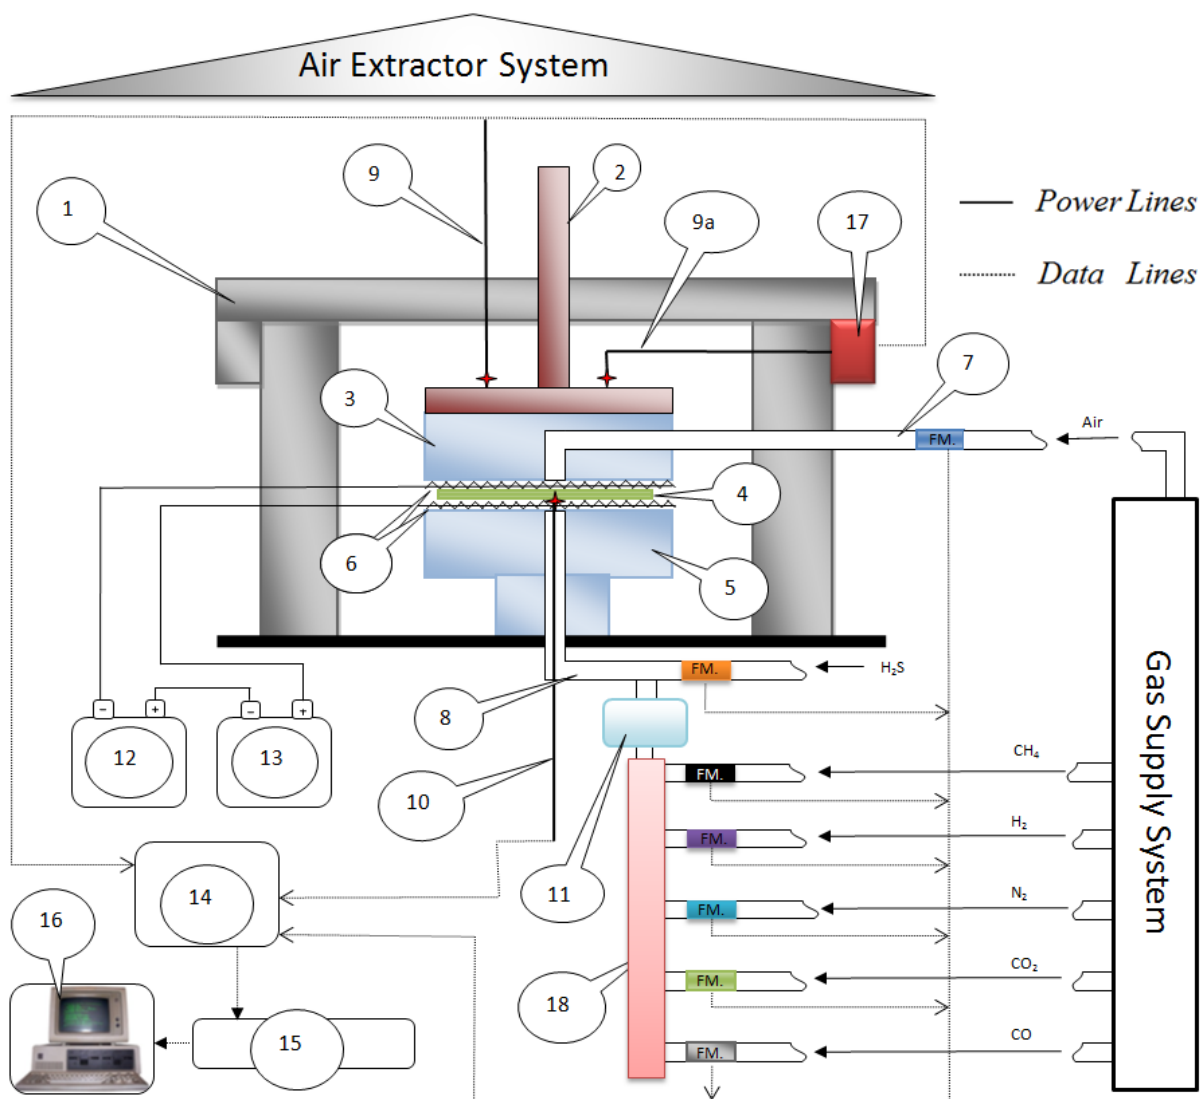 Air Extractor System
9
2
1
9a
17
Power Lines
Data Lines
3
7
Air
FM.
4
6
5
FM.
H₂S
8
12
13
- + - +
CH₄
FM.
10
H₂
FM.
11
14
N₂
FM.
16
CO₂
FM.
18
15
CO
FM.
Gas Supply System